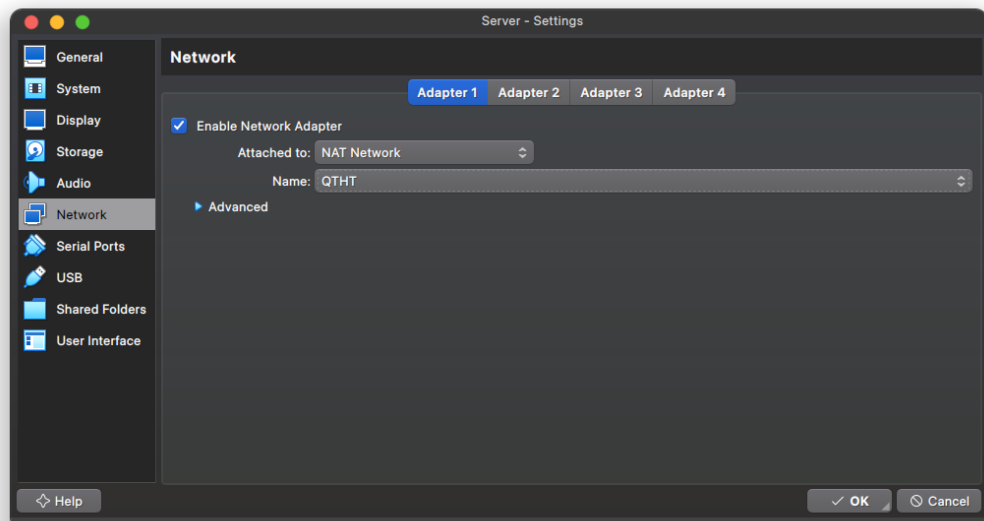 Server - Settings
General
System
Display
Storage
Audio
Network
Serial Ports
USB
Shared Folders
User Interface
Network
Adapter 1 Adapter 2 Adapter 3 Adapter 4
Enable Network Adapter
Attached to: NAT Network
Name: QTHT
Advanced
Help
OK
Cancel